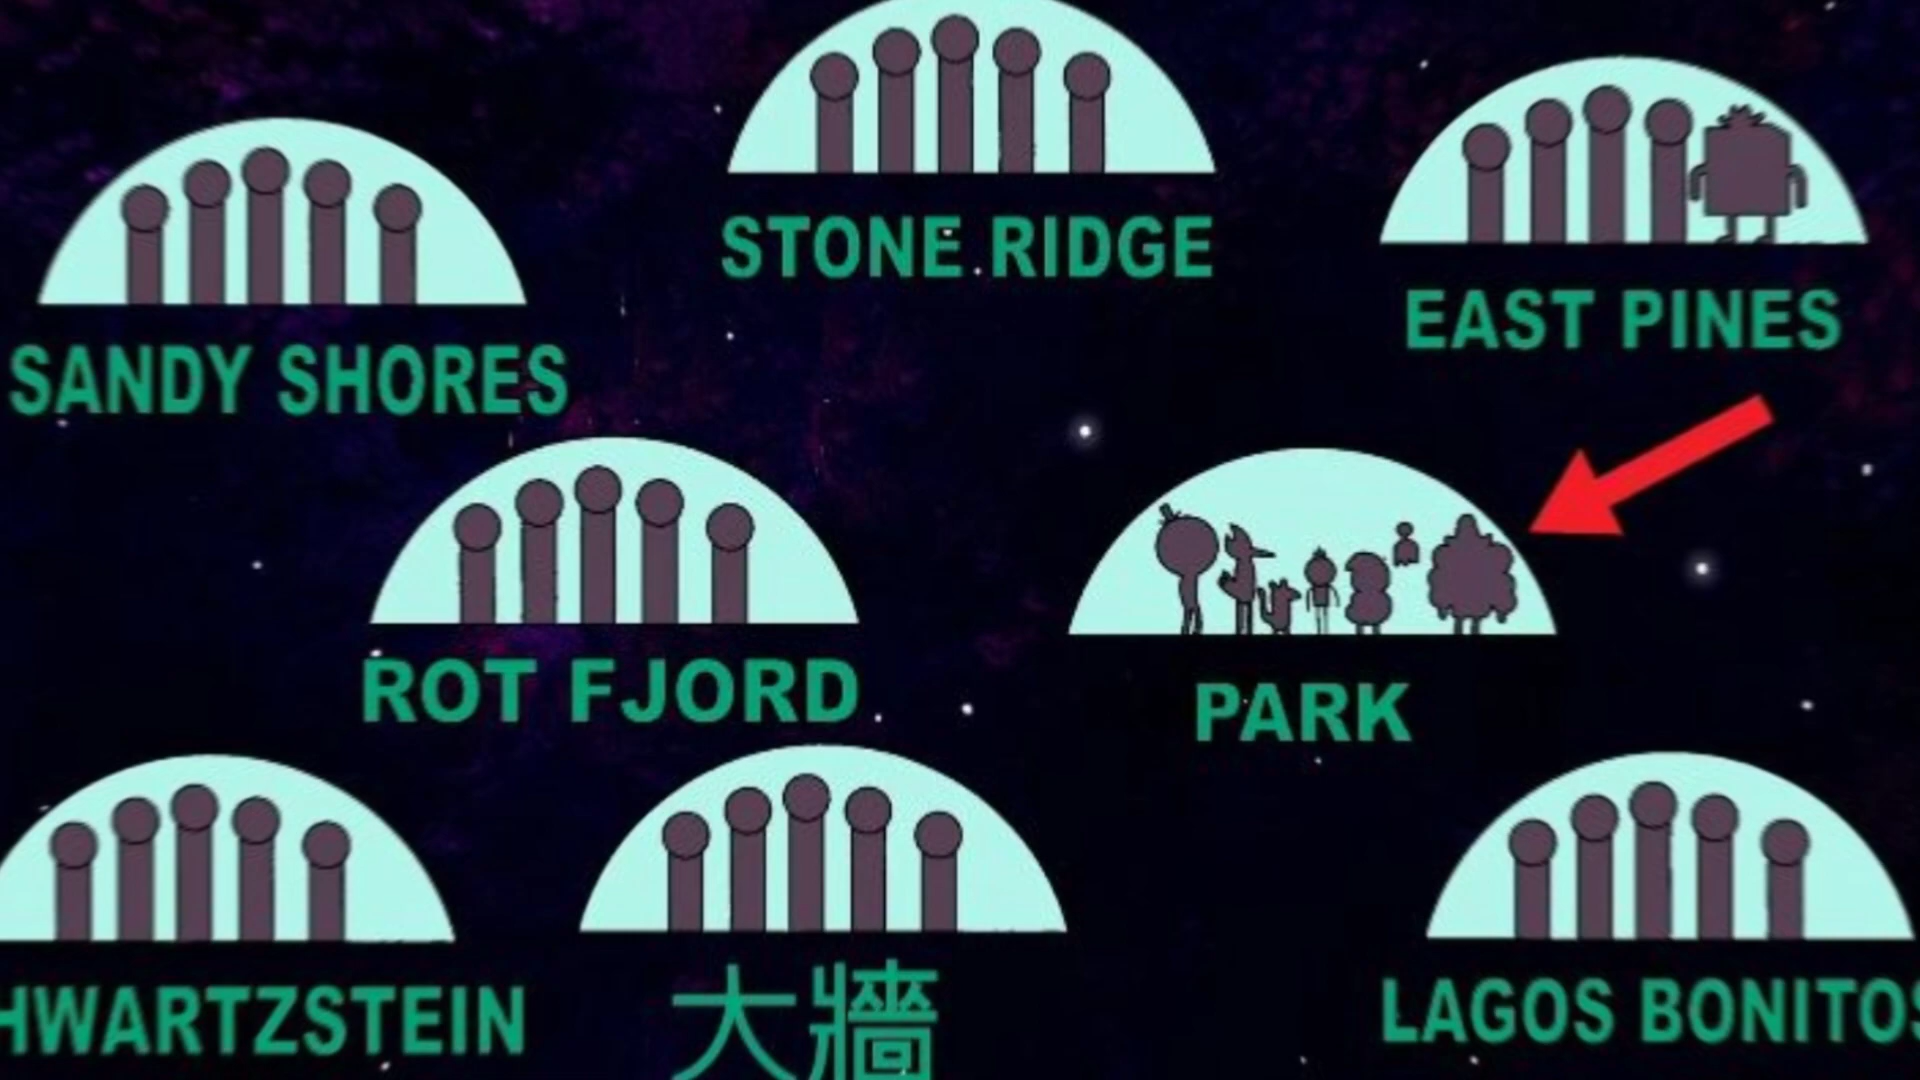 STONE RIDGE
EAST PINES
SANDY SHORES
ROT FJORD
PARK
HWARTZSTEIN
大牆
LAGOS BONITOS